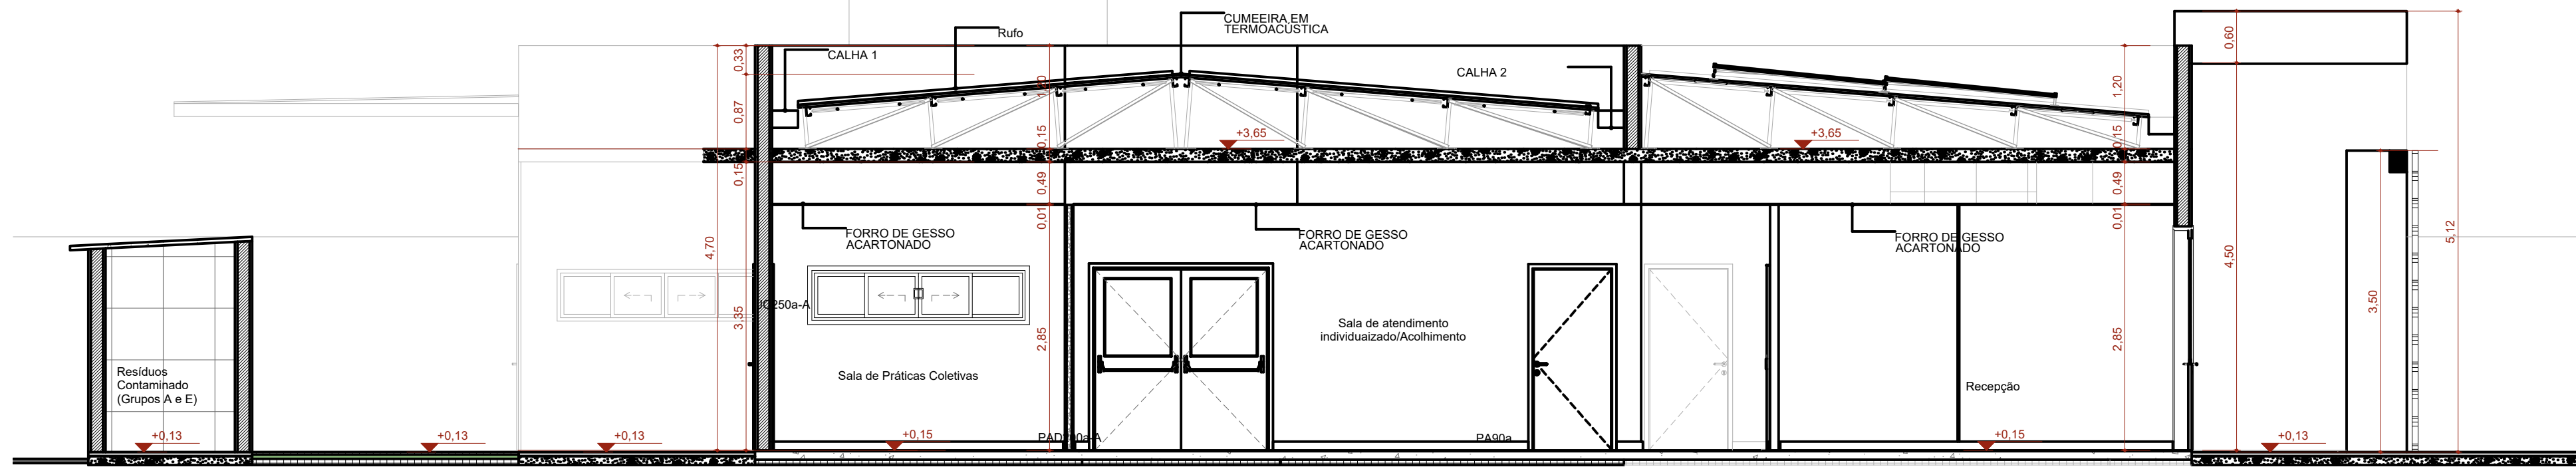 CUMEEIRA EM
TERMOACÚSTICA
Rufo
CALHA 1
CALHA 2
0,33
0,87
0,15
4,70
3,35
1,20
0,15
0,49
0,01
2,85
+3,65
+3,65
1,20
0,15
0,49
0,01
2,85
0,60
4,50
5,12
3,50
FORRO DE GESSO
ACARTONADO
FORRO DE GESSO
ACARTONADO
FORRO DE GESSO
ACARTONADO
Sala de atendimento
individuaizado/Acolhimento
Resíduos
Contaminado
(Grupos A e E)
Sala de Práticas Coletivas
Recepção
PA90a
+0,13
+0,13
+0,13
+0,15
+0,15
+0,13